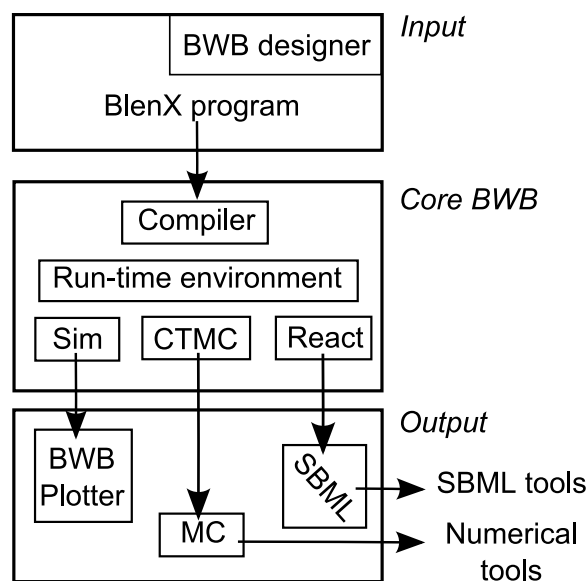 BWB designer
Input
BlenX program
Core BWB
Compiler
Run-time environment
Sim
CTMC
React
Output
BWB
Plotter
SBML
SBML tools
MC
Numerical
tools